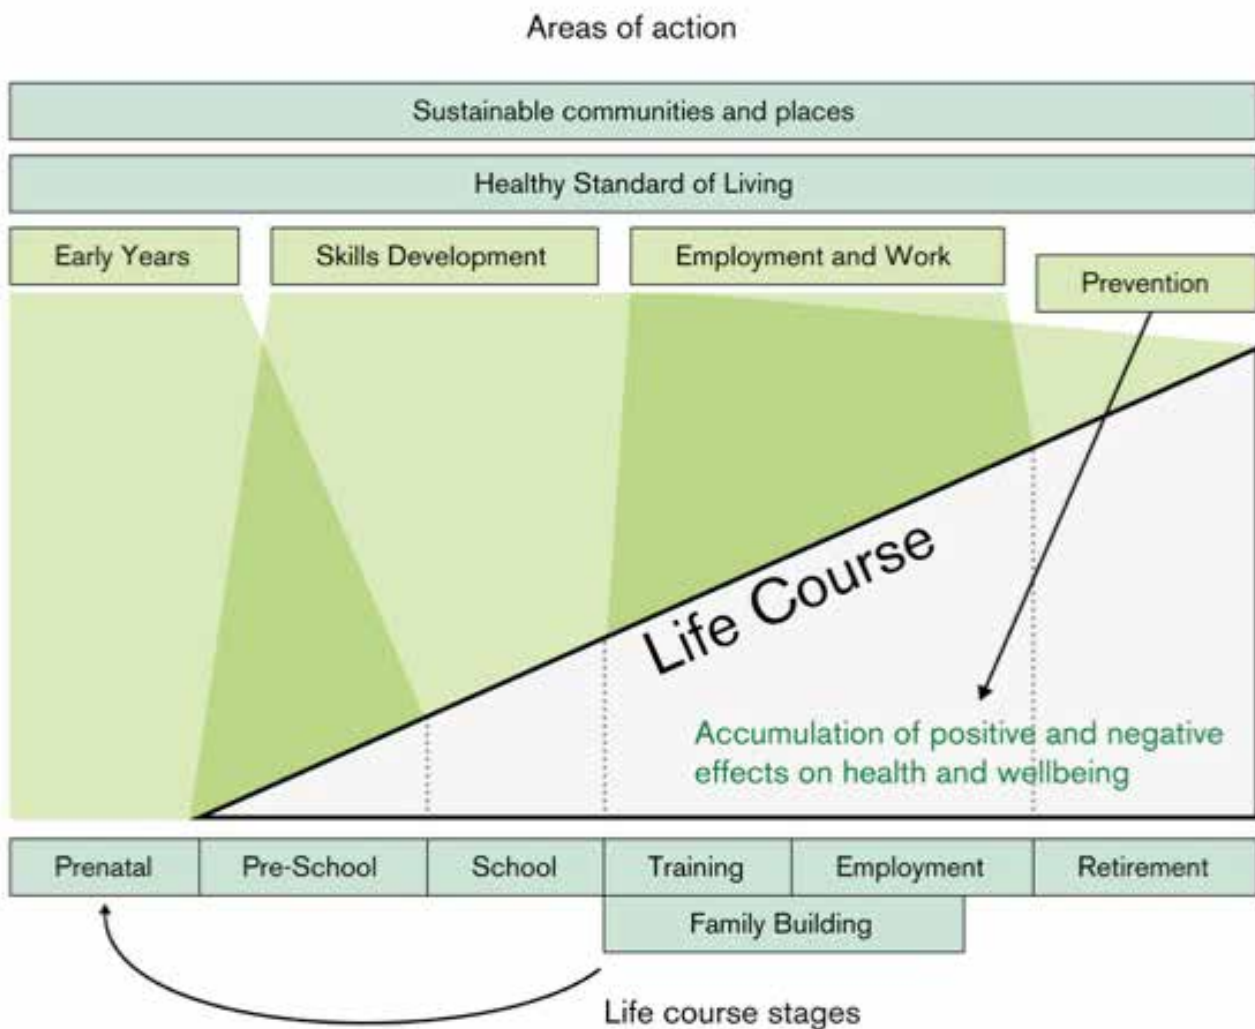 Areas of action
Sustainable communities and places
Healthy Standard of Living
Early Years
Skills Development
Employment and Work
Prevention
Life Course
Accumulation of positive and negative
effects on health and wellbeing
Prenatal
Pre-School
School
Training
Employment
Retirement
Family Building
Life course stages